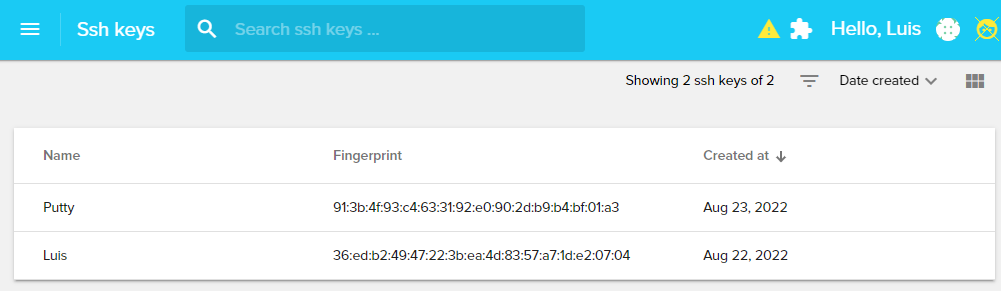 Ssh keys
Search ssh keys ...
Hello, Luis
Showing 2 ssh keys of 2
Date created
Name Fingerprint Created at
Putty 91:3b:4f:93:c4:63:31:92:e0:90:2d:b9:b4:bf:01:a3 Aug 23, 2022
Luis 36:ed:b2:49:47:22:3b:ea:4d:83:57:a7:1d:e2:07:04 Aug 22, 2022